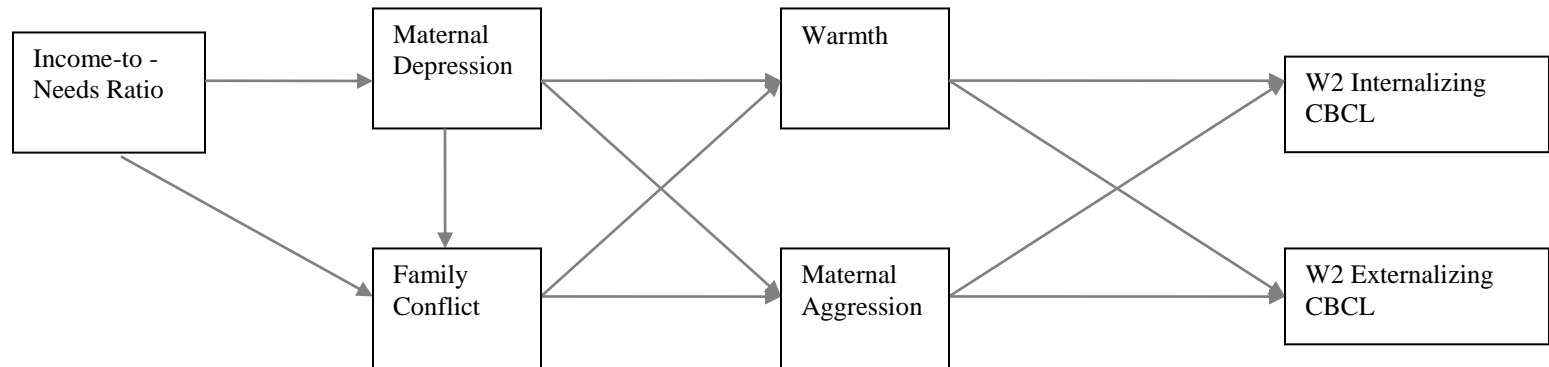 Income-to -
Needs Ratio
Maternal
Depression
Warmth
W2 Internalizing
CBCL
Family
Conflict
Maternal
Aggression
W2 Externalizing
CBCL